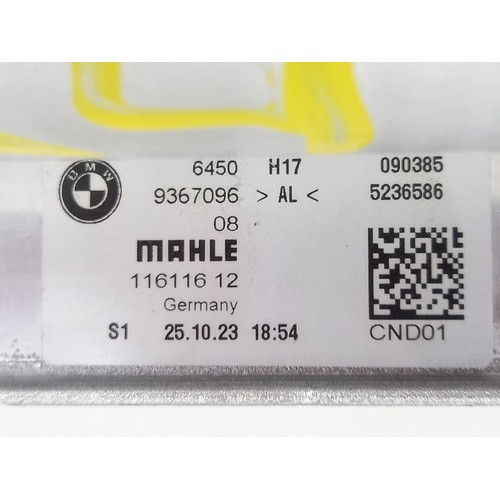 BMW
6450 H17 090385
9367096 > AL < 5236586
08
MAHLE
116116 12
Germany
S1 25.10.23 18:54 CND01